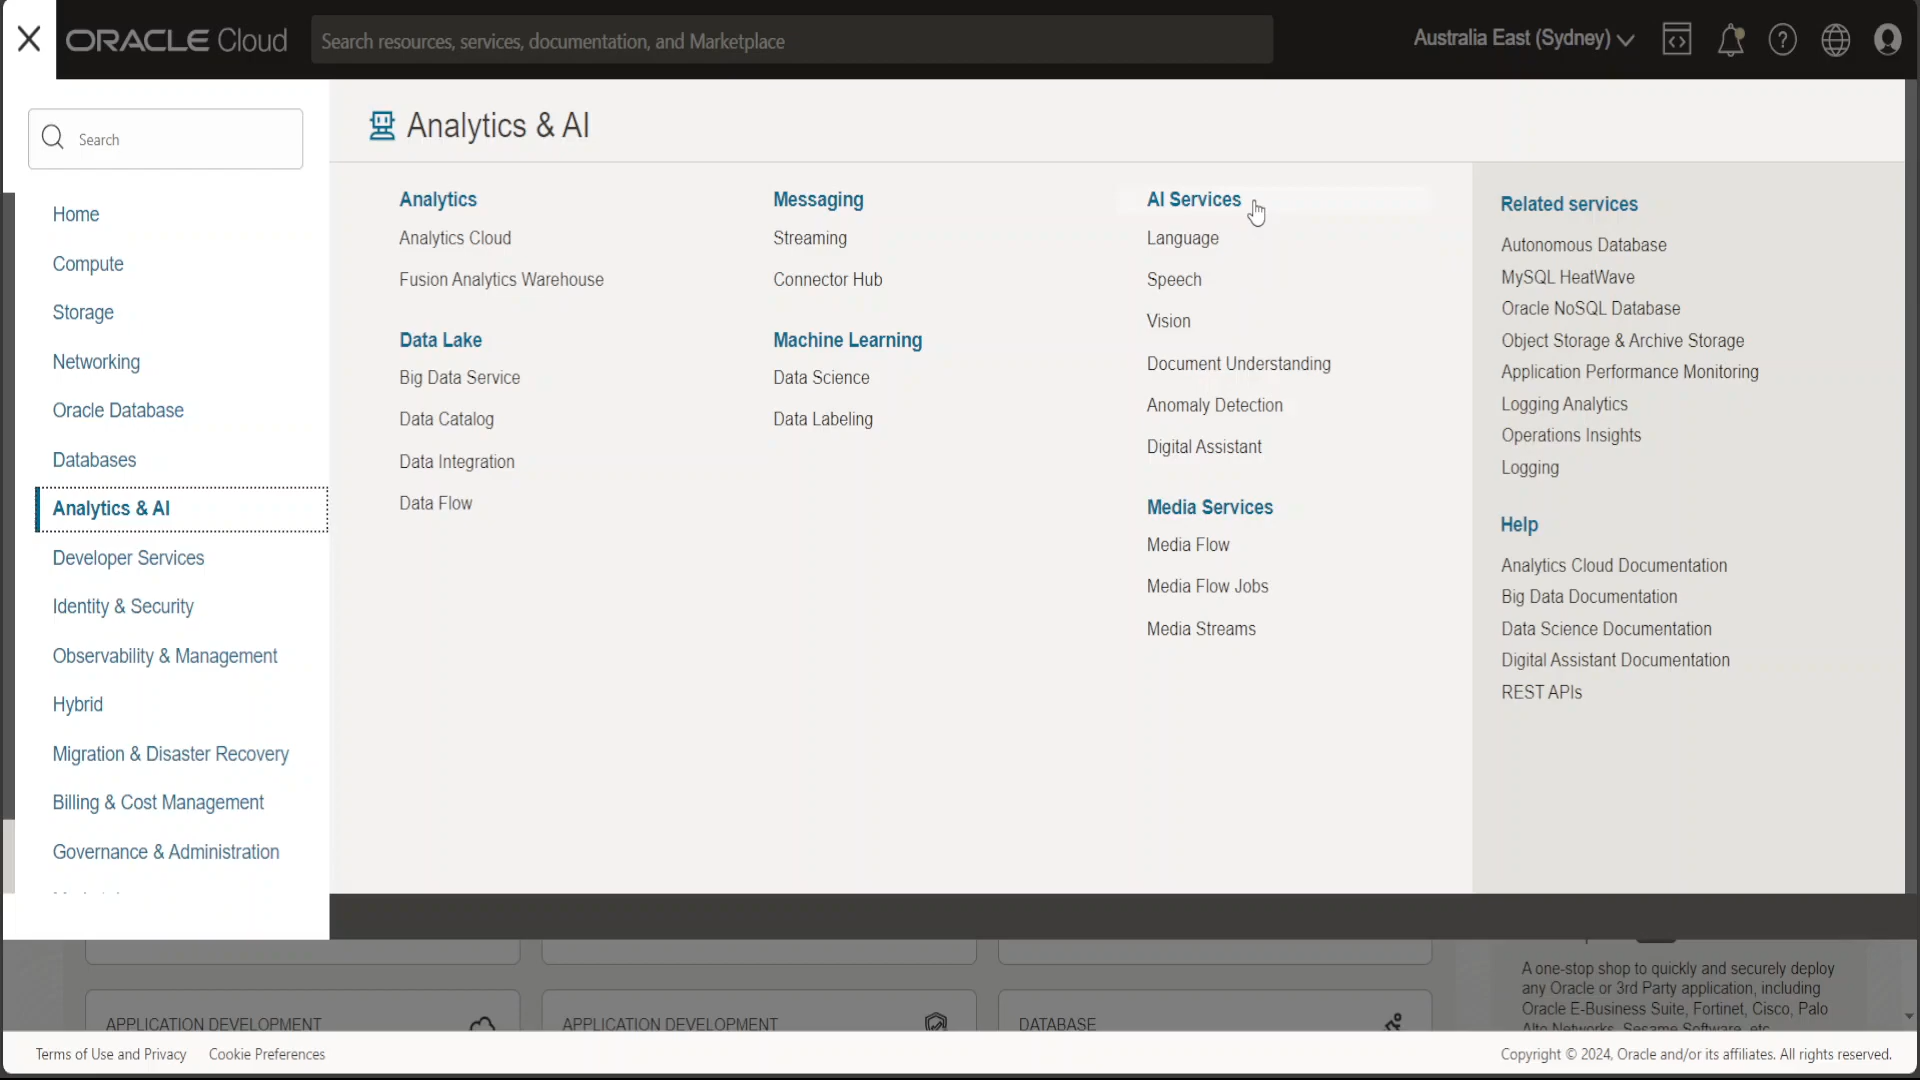 ORACLE Cloud
Search resources, services, documentation, and Marketplace
Australia East (Sydney)
Search
Home
Compute
Storage
Networking
Oracle Database
Databases
Analytics & AI
Developer Services
Identity & Security
Observability & Management
Hybrid
Migration & Disaster Recovery
Billing & Cost Management
Governance & Administration
Analytics & AI
Analytics
Analytics Cloud
Fusion Analytics Warehouse
Data Lake
Big Data Service
Data Catalog
Data Integration
Data Flow
Messaging
Streaming
Connector Hub
Machine Learning
Data Science
Data Labeling
AI Services
Language
Speech
Vision
Document Understanding
Anomaly Detection
Digital Assistant
Media Services
Media Flow
Media Flow Jobs
Media Streams
Related services
Autonomous Database
MySQL HeatWave
Oracle NoSQL Database
Object Storage & Archive Storage
Application Performance Monitoring
Logging Analytics
Operations Insights
Logging
Help
Analytics Cloud Documentation
Big Data Documentation
Data Science Documentation
Digital Assistant Documentation
REST APIs
APPLICATION DEVELOPMENT
APPLICATION DEVELOPMENT
DATABASE
A one-stop shop to quickly and securely deploy
any Oracle or 3rd Party application, including
Oracle E-Business Suite, Fortinet, Cisco, Palo
Alto Networks, Sesame Software, etc
Terms of Use and Privacy
Cookie Preferences
Copyright © 2024, Oracle and/or its affiliates. All rights reserved.